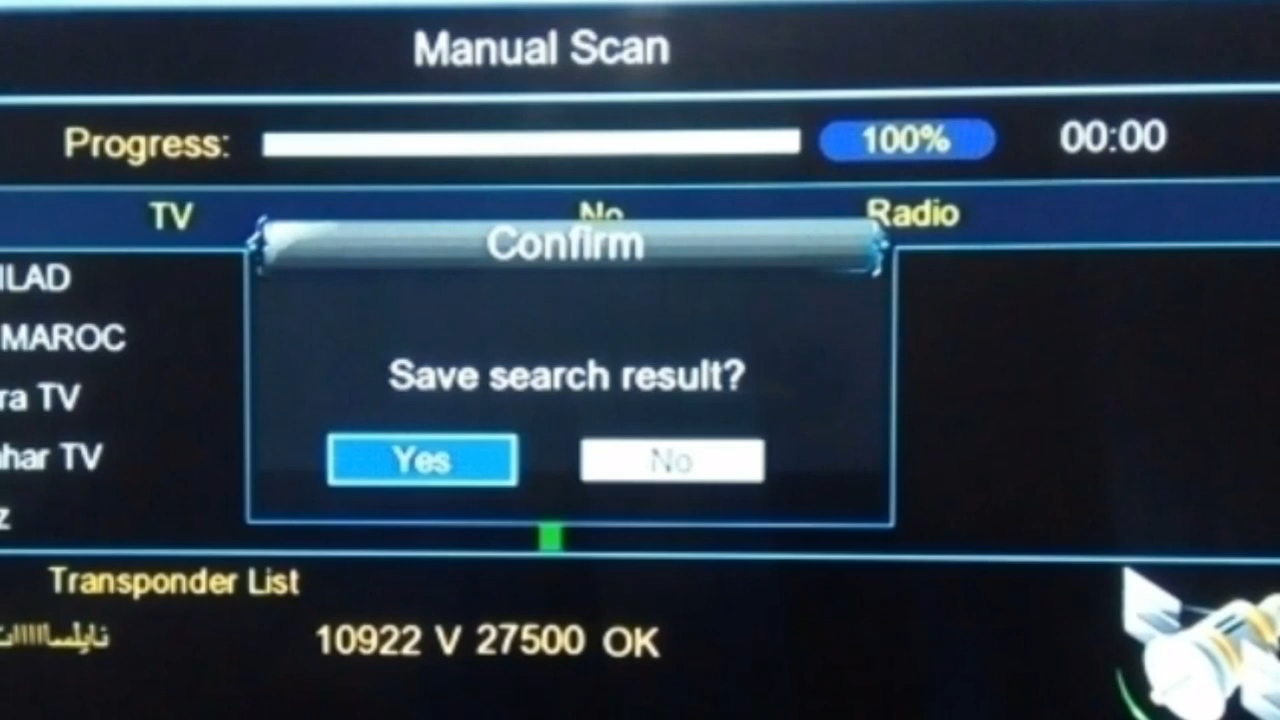 Manual Scan
Progress: 100% 00:00
TV No Radio
Confirm
ILAD
MAROC
ra TV
har TV
z
Save search result?
Yes No
Transponder List
10922 V 27500 OK